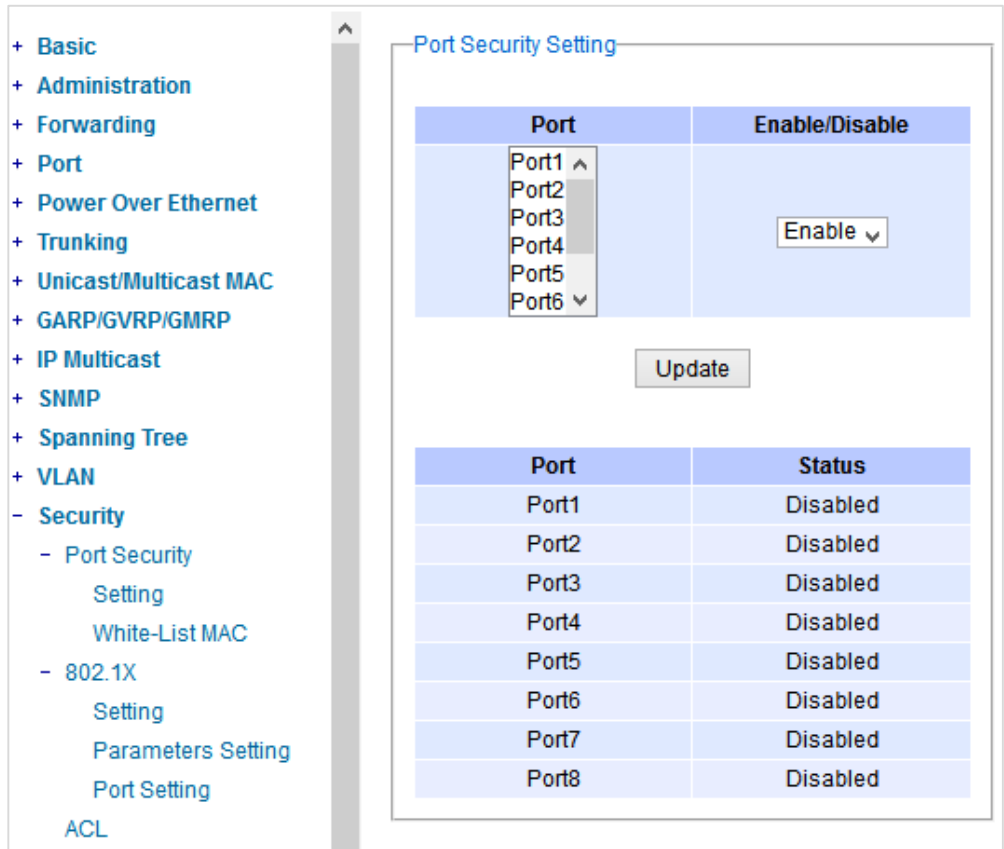 + Basic
+ Administration
+ Forwarding
+ Port
+ Power Over Ethernet
+ Trunking
+ Unicast/Multicast MAC
+ GARP/GVRP/GMRP
+ IP Multicast
+ SNMP
+ Spanning Tree
+ VLAN
- Security
- Port Security
Setting
White-List MAC
- 802.1X
Setting
Parameters Setting
Port Setting
ACL
Port Security Setting
Port Enable/Disable
Port1
Port2
Port3
Port4
Port5
Port6
Enable
Update
Port Status
Port1 Disabled
Port2 Disabled
Port3 Disabled
Port4 Disabled
Port5 Disabled
Port6 Disabled
Port7 Disabled
Port8 Disabled